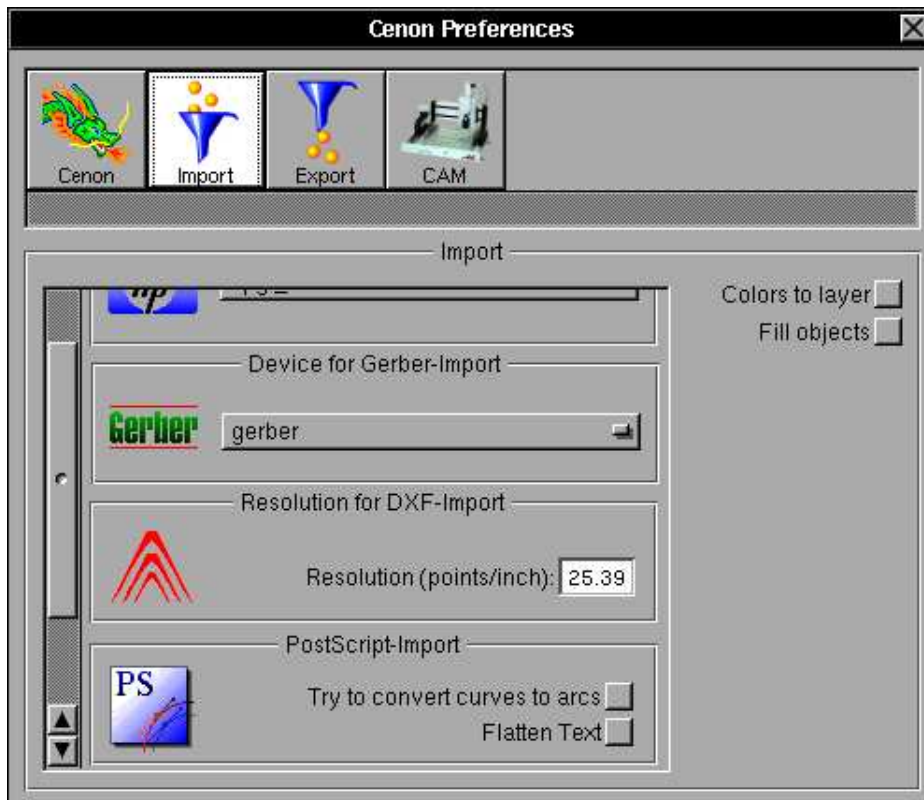 Cenon Preferences
Cenon
Import
Export
CAM
Import
hp
Colors to layer
Fill objects
Device for Gerber-Import
Gerber
gerber
Resolution for DXF-Import
Resolution (points/inch): 25.39
PostScript-Import
PS
Try to convert curves to arcs
Flatten Text